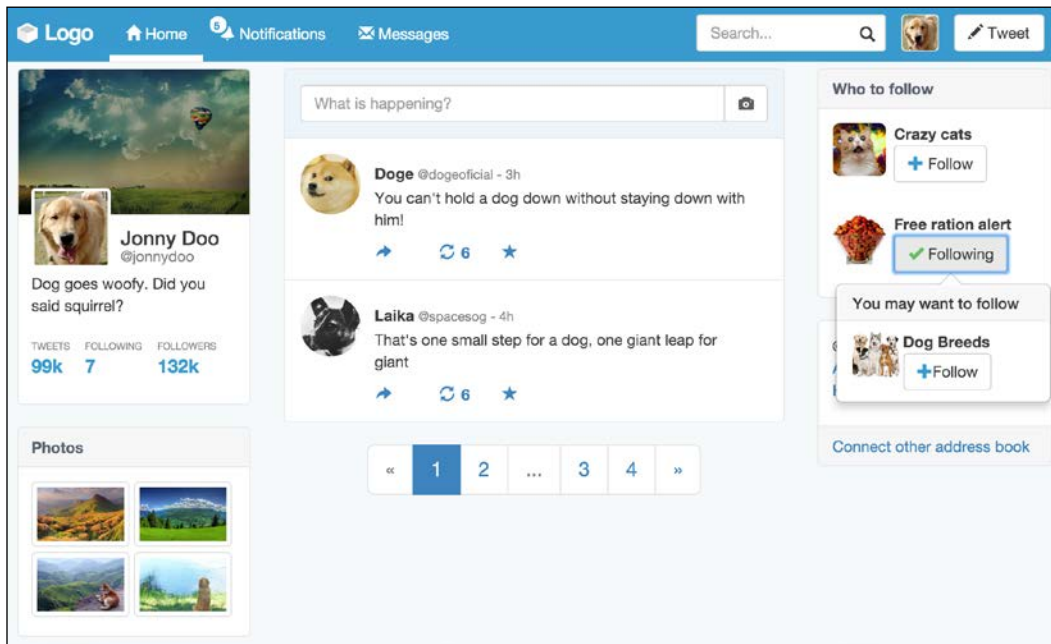 Logo
Home
5
Notifications
Messages
Search...
Tweet
Jonny Doo
@jonnydoo
Dog goes woofy. Did you
said squirrel?
TWEETS FOLLOWING FOLLOWERS
99k 7 132k
Photos
What is happening?
Doge @dogeoficial - 3h
You can't hold a dog down without staying down with
him!
6
Laika @spacesog - 4h
That's one small step for a dog, one giant leap for
giant
6
« 1 2 ... 3 4 »
Who to follow
Crazy cats
Follow
Free ration alert
Following
You may want to follow
Dog Breeds
Follow
Connect other address book